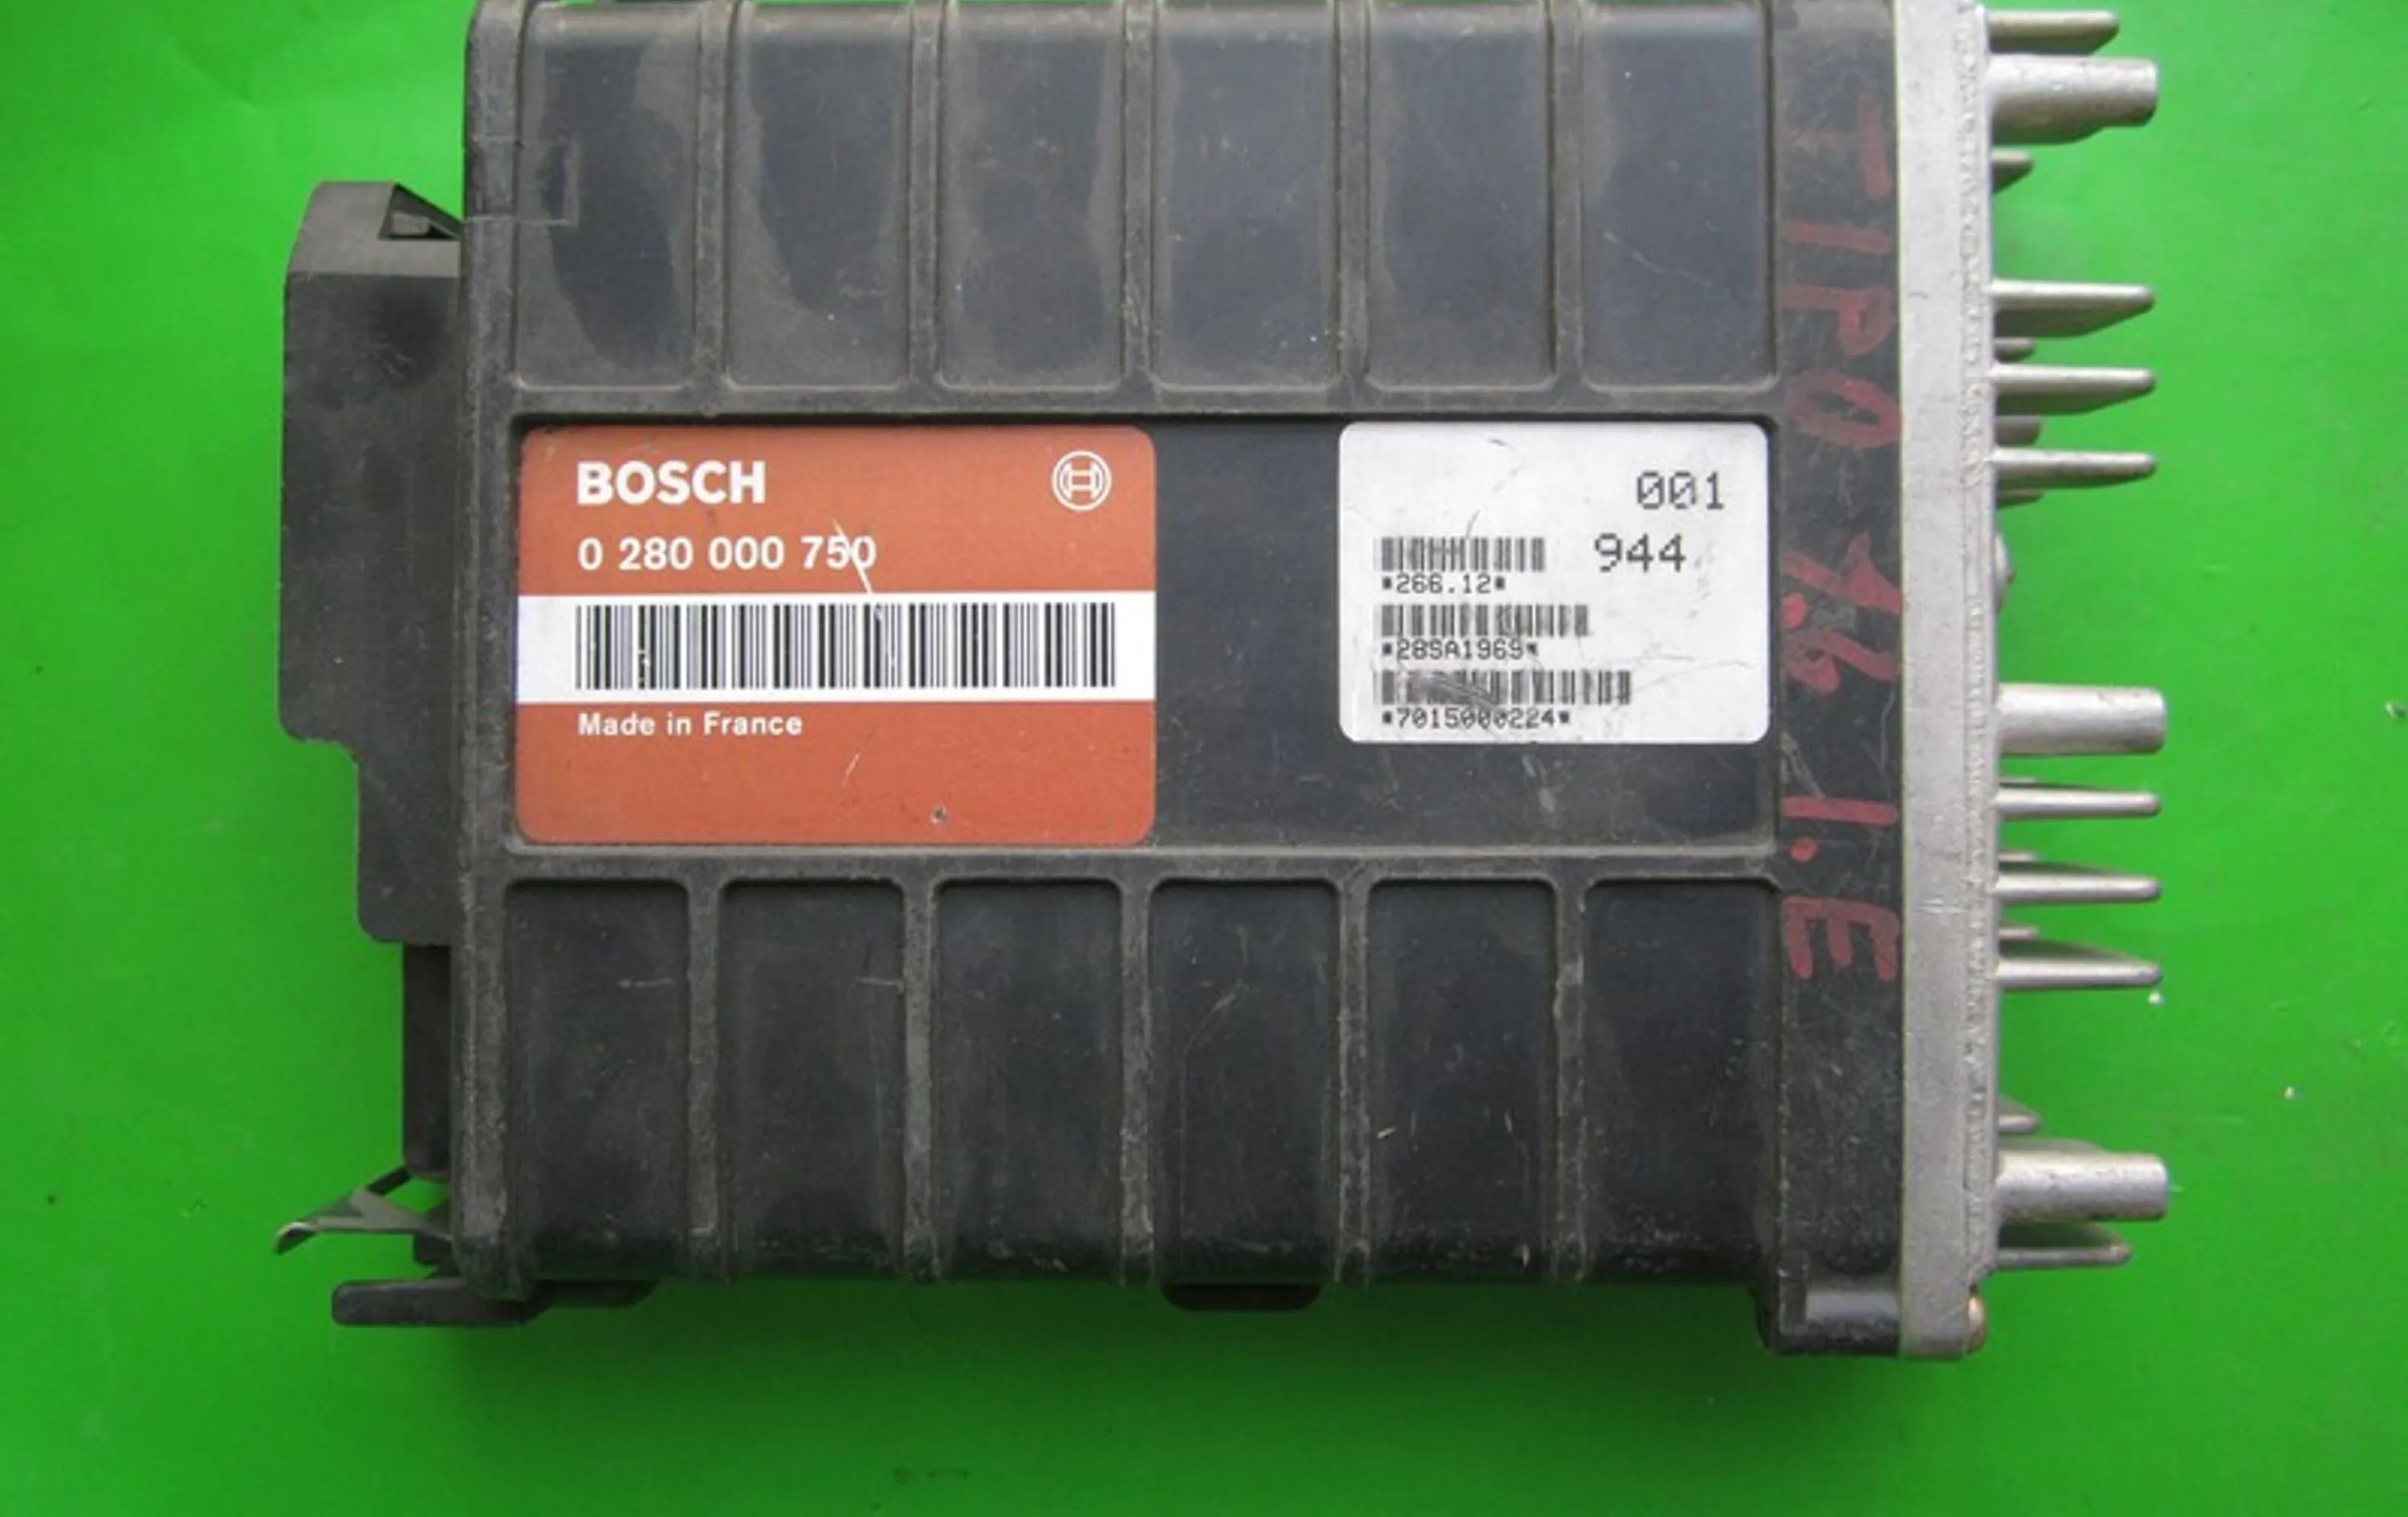 BOSCH
0 280 000 750
Made in France
001
944
*266.12*
*28SA1969*
*7015000224*
TIPO 1.6 I.E